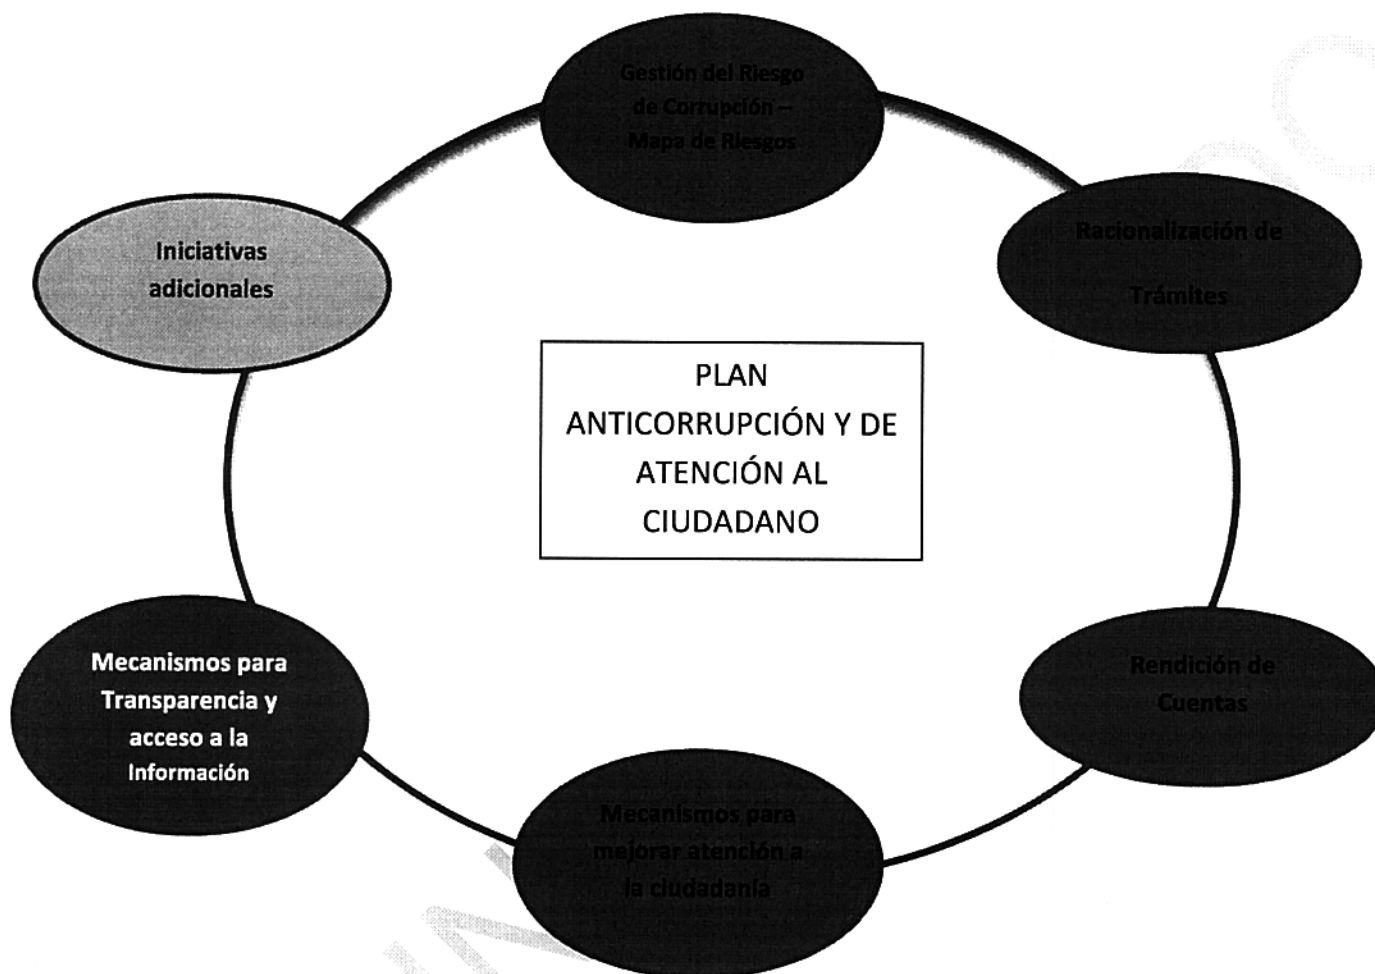 Gestión del Riesgo
de Corrupción –
Mapa de Riesgos
Racionalización de
Trámites
Rendición de
Cuentas
Mecanismos para
mejorar atención a
la ciudadanía
Mecanismos para
Transparencia y
acceso a la
Información
Iniciativas
adicionales
PLAN
ANTICORRUPCIÓN Y DE
ATENCIÓN AL
CIUDADANO